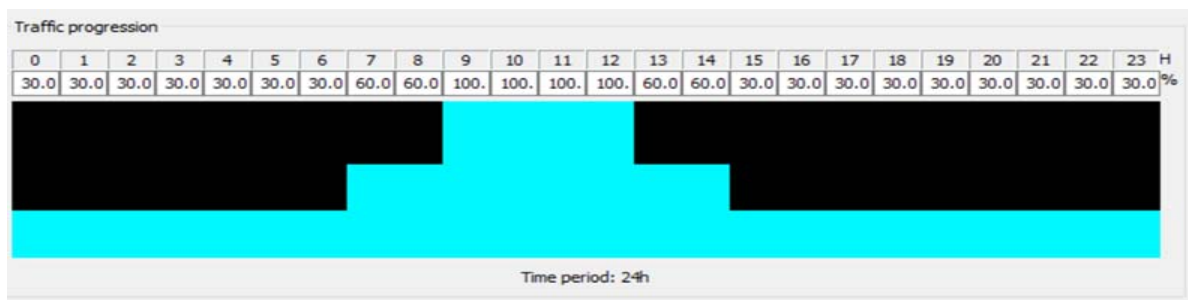 Traffic progression
0 1 2 3 4 5 6 7 8 9 10 11 12 13 14 15 16 17 18 19 20 21 22 23 H
30.0 30.0 30.0 30.0 30.0 30.0 30.0 60.0 60.0 100. 100. 100. 100. 60.0 60.0 30.0 30.0 30.0 30.0 30.0 30.0 30.0 30.0 30.0 %
Time period: 24h